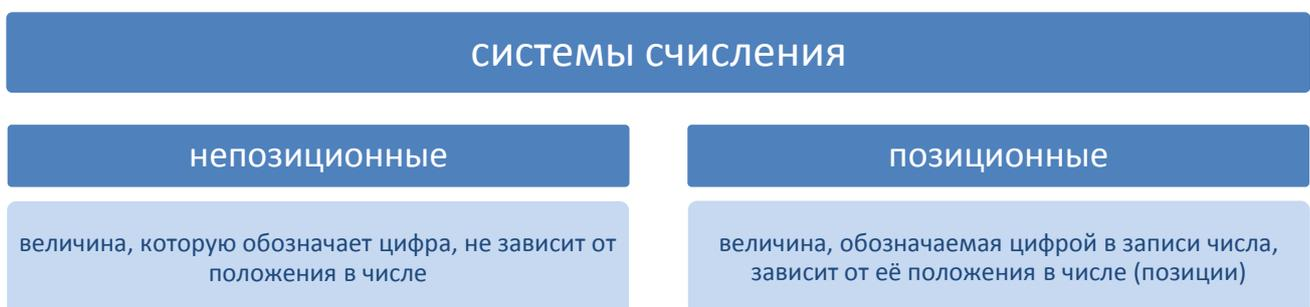 системы счисления
непозиционные
позиционные
величина, которую обозначает цифра, не зависит от
положения в числе
величина, обозначаемая цифрой в записи числа,
зависит от её положения в числе (позиции)